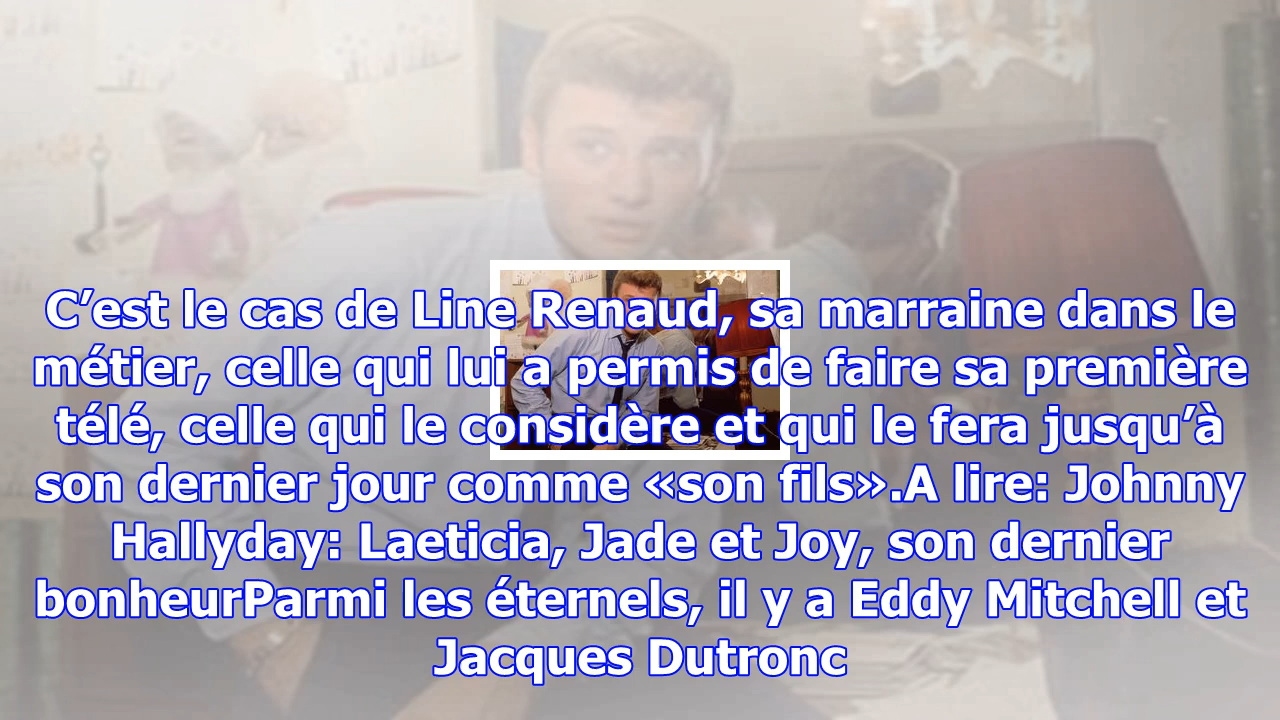 C’est le cas de Line Renaud, sa marraine dans le
métier, celle qui lui a permis de faire sa première
télé, celle qui le considère et qui le fera jusqu’à
son dernier jour comme «son fils».A lire: Johnny
Hallyday: Laeticia, Jade et Joy, son dernier
bonheurParmi les éternels, il y a Eddy Mitchell et
Jacques Dutronc